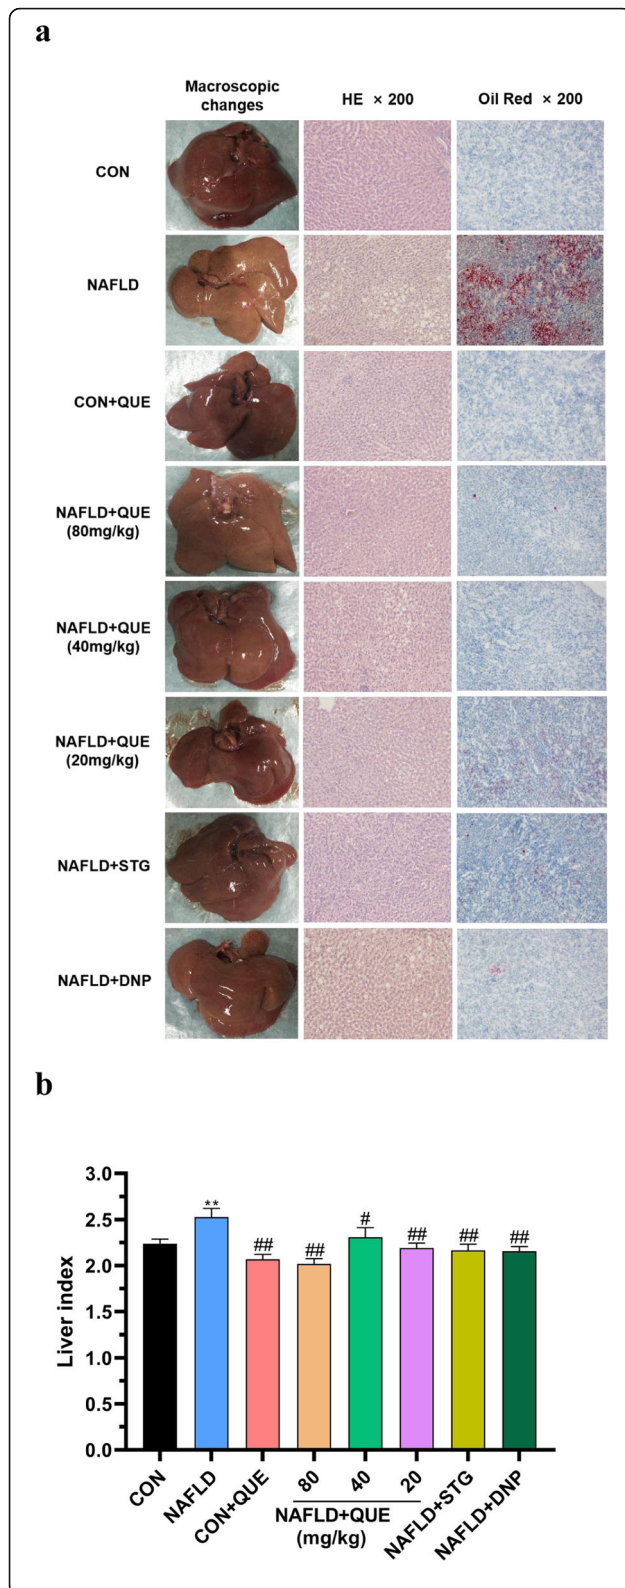 a
Macroscopic
changes
HE × 200
Oil Red × 200
CON
NAFLD
CON+QUE
NAFLD+QUE
(80mg/kg)
NAFLD+QUE
(40mg/kg)
NAFLD+QUE
(20mg/kg)
NAFLD+STG
NAFLD+DNP
b
Liver index
3.0
2.5
2.0
1.5
1.0
0.5
0.0
**
##
##
#
##
##
##
CON
NAFLD
CON+QUE
80
40
20
NAFLD+QUE
(mg/kg)
NAFLD+STG
NAFLD+DNP